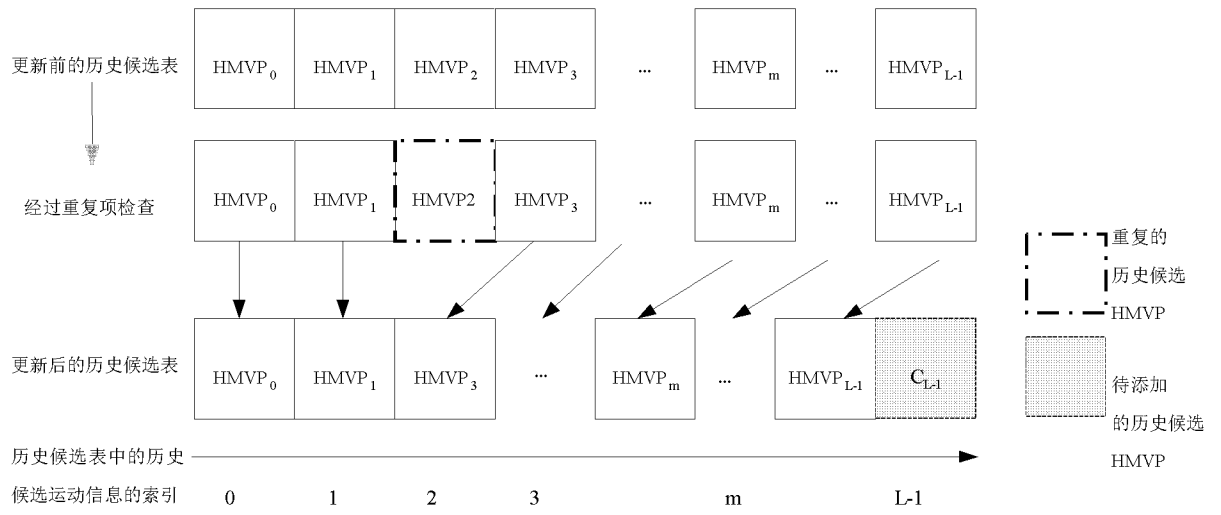 更新前的历史候选表 HMVP0 HMVP1 HMVP2 HMVP3 ... HMVPm ... HMVPL-1
经过重复项检查 HMVP0 HMVP1 HMVP2 HMVP3 ... HMVPm ... HMVPL-1
重复的
历史候选
HMVP
更新后的历史候选表 HMVP0 HMVP1 HMVP3 ... HMVPm ... HMVPL-1 CL-1
待添加
的历史候选
HMVP
历史候选表中的历史
候选运动信息的索引 0 1 2 3 m L-1